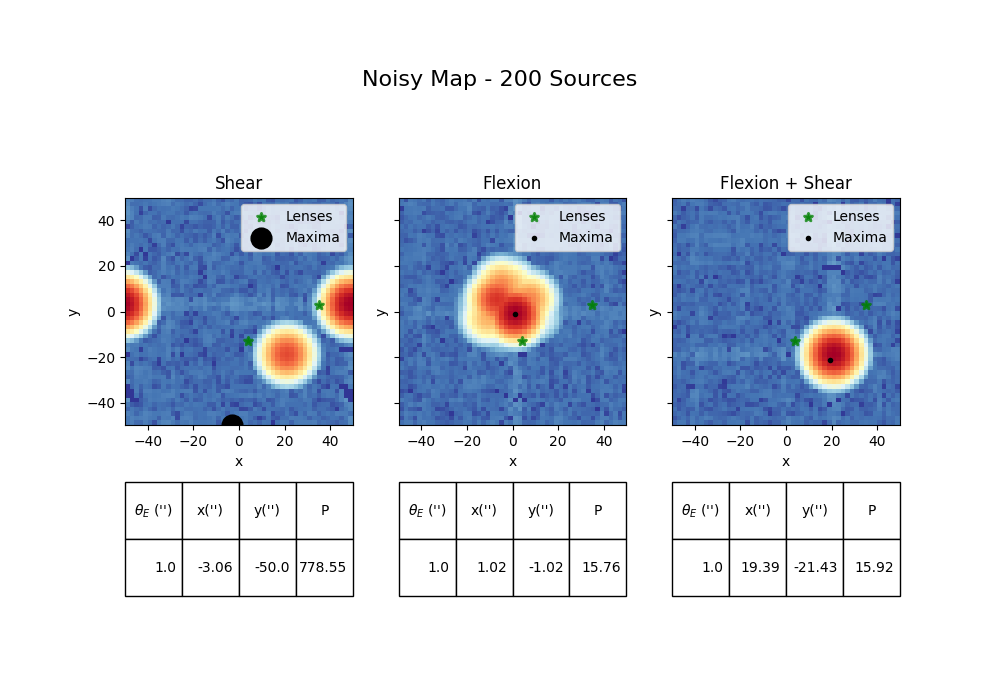 Noisy Map - 200 Sources
Shear
Flexion
Flexion + Shear
Lenses
Maxima
Lenses
Maxima
Lenses
Maxima
y
40
20
0
−20
−40
−40 −20 0 20 40
x
y
−40 −20 0 20 40
x
y
−40 −20 0 20 40
x
θE ('') x('') y('') P
1.0 -3.06 -50.0 778.55
θE ('') x('') y('') P
1.0 1.02 -1.02 15.76
θE ('') x('') y('') P
1.0 19.39 -21.43 15.92